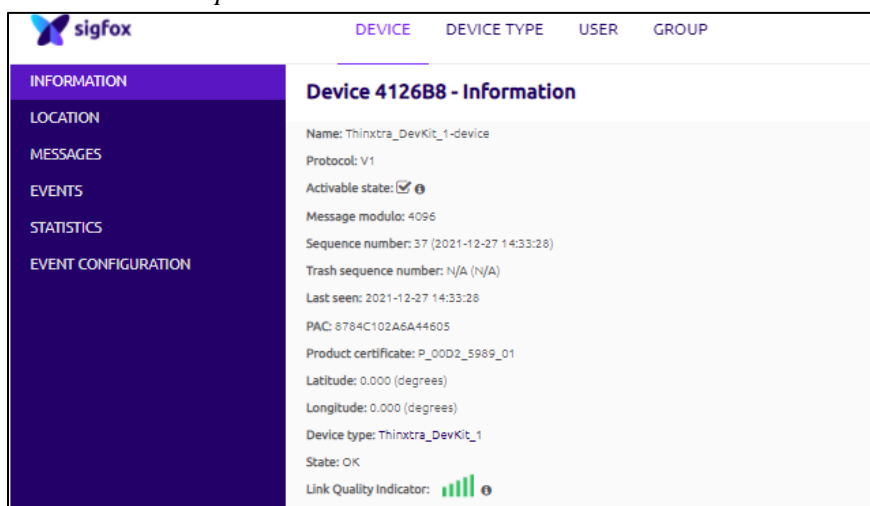 sigfox
DEVICE DEVICE TYPE USER GROUP
INFORMATION
LOCATION
MESSAGES
EVENTS
STATISTICS
EVENT CONFIGURATION
Device 4126B8 - Information
Name: Thinxtra_DevKit_1-device
Protocol: V1
Activable state:
Message modulo: 4096
Sequence number: 37 (2021-12-27 14:33:28)
Trash sequence number: N/A (N/A)
Last seen: 2021-12-27 14:33:28
PAC: 8784C102A6A44605
Product certificate: P_00D2_5989_01
Latitude: 0.000 (degrees)
Longitude: 0.000 (degrees)
Device type: Thinxtra_DevKit_1
State: OK
Link Quality Indicator: